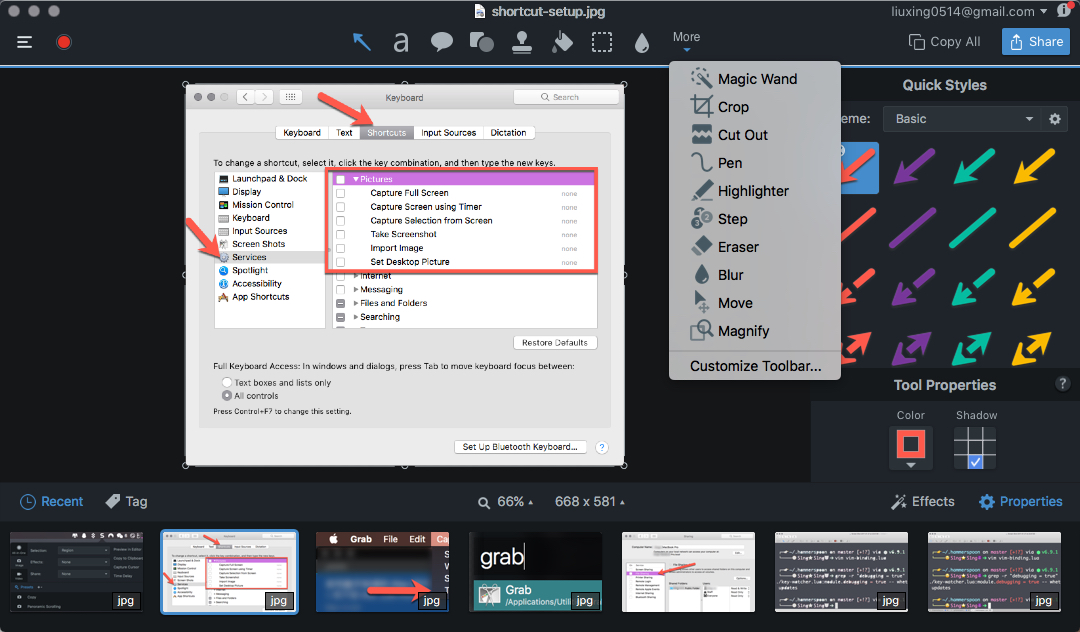 shortcut-setup.jpg
liuxing0514@gmail.com
a
More
Copy All
Share
Magic Wand
Crop
Cut Out
Pen
Highlighter
Step
Eraser
Blur
Move
Magnify
Customize Toolbar...
Quick Styles
eme:
Basic
Keyboard
Search
Keyboard
Text
Shortcuts
Input Sources
Dictation
To change a shortcut, select it, click the key combination, and then type the new keys.
Launchpad & Dock
Display
Mission Control
Keyboard
Input Sources
Screen Shots
Services
Spotlight
Accessibility
App Shortcuts
Pictures
Capture Full Screen none
Capture Screen using Timer none
Capture Selection from Screen none
Take Screenshot none
Import Image none
Set Desktop Picture none
Internet
Messaging
Files and Folders
Searching
Restore Defaults
Full Keyboard Access: In windows and dialogs, press Tab to move keyboard focus between:
Text boxes and lists only
All controls
Press Control+F7 to change this setting.
Set Up Bluetooth Keyboard...
?
Tool Properties
?
Color
Shadow
Recent
Tag
66%
668 x 581
Effects
Properties
jpg
jpg
Grab File Edit Ca
jpg
grab
Grab
/Applications/Utili
jpg
jpg
jpg